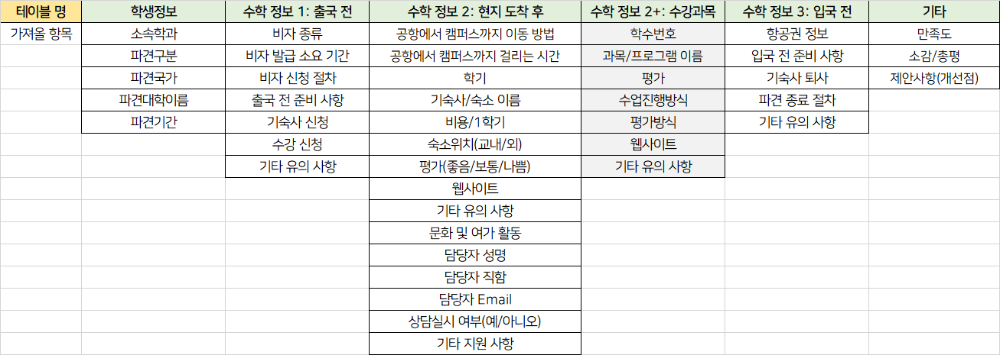 테이블 명 학생정보 수학 정보 1: 출국 전 수학 정보 2: 현지 도착 후 수학 정보 2+: 수강과목 수학 정보 3: 입국 전 기타
가져올 항목 소속학과 비자 종류 공항에서 캠퍼스까지 이동 방법 학수번호 항공권 정보 만족도
파견구분 비자 발급 소요 기간 공항에서 캠퍼스까지 걸리는 시간 과목/프로그램 이름 입국 전 준비 사항 소감/총평
파견국가 비자 신청 절차 학기 평가 기숙사 퇴사 제안사항(개선점)
파견대학이름 출국 전 준비 사항 기숙사/숙소 이름 수업진행방식 파견 종료 절차
파견기간 기숙사 신청 비용/1학기 평가방식 기타 유의 사항
수강 신청 숙소위치(교내/외) 웹사이트
기타 유의 사항 평가(좋음/보통/나쁨) 기타 유의 사항
웹사이트
기타 유의 사항
문화 및 여가 활동
담당자 성명
담당자 직함
담당자 Email
상담실시 여부(예/아니오)
기타 지원 사항